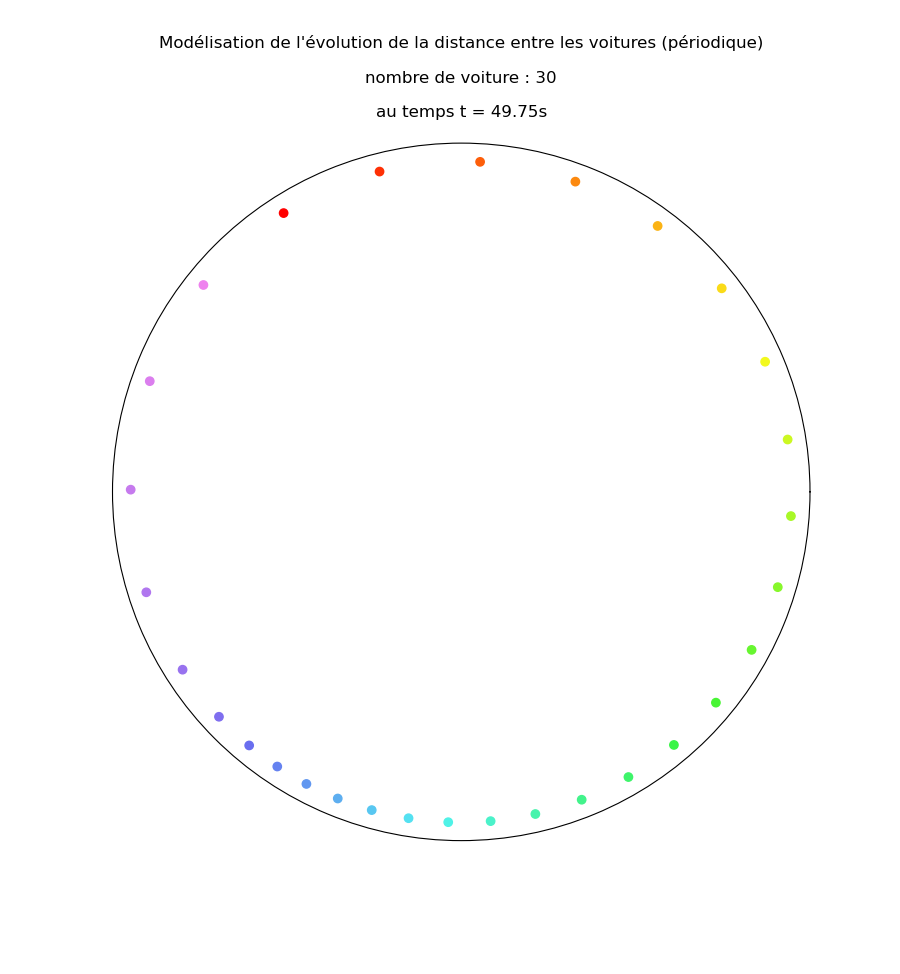 Modélisation de l'évolution de la distance entre les voitures (périodique)
nombre de voiture : 30
au temps t = 49.75s